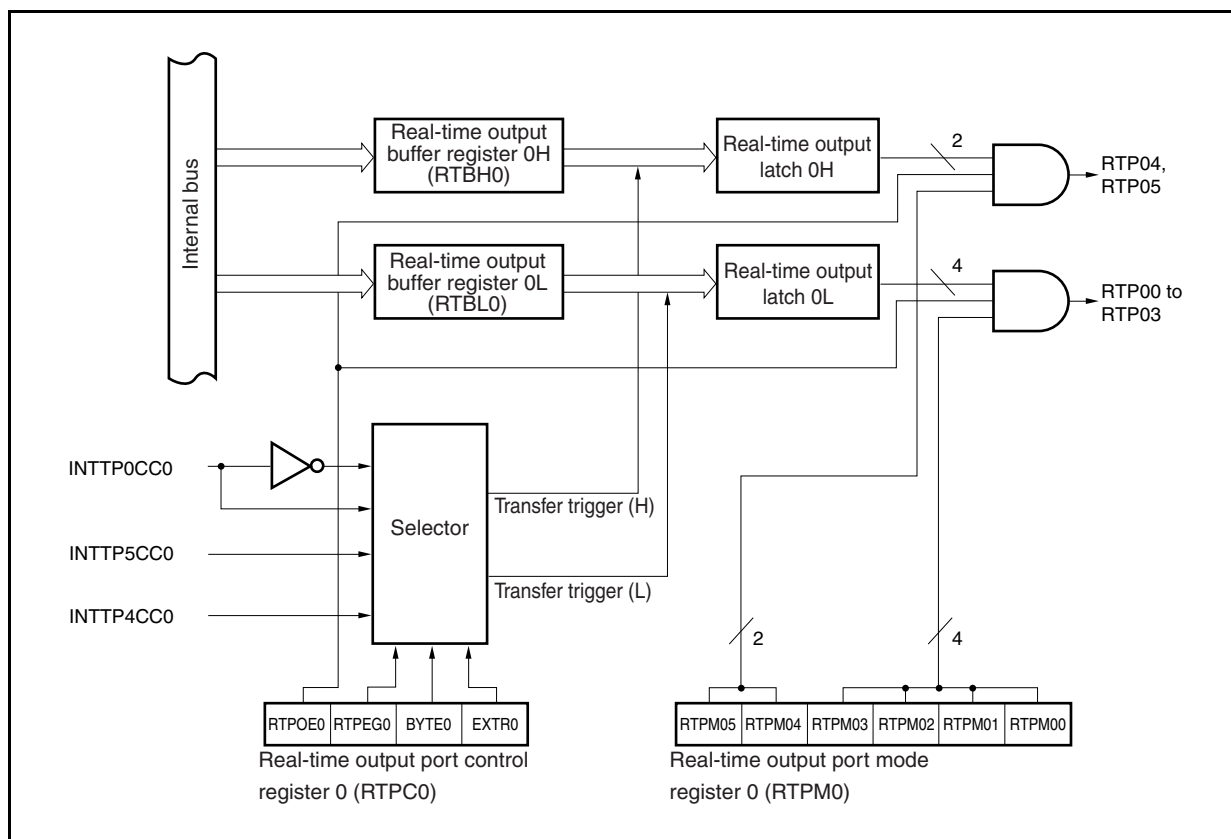 Internal bus
Real-time output
buffer register 0H
(RTBH0)
Real-time output
latch 0H
2
RTP04,
RTP05
Real-time output
buffer register 0L
(RTBL0)
Real-time output
latch 0L
4
RTP00 to
RTP03
INTTP0CC0
INTTP5CC0
INTTP4CC0
Selector
Transfer trigger (H)
Transfer trigger (L)
2
4
RTPOE0 RTPEG0 BYTE0 EXTR0
Real-time output port control
register 0 (RTPC0)
RTPM05 RTPM04 RTPM03 RTPM02 RTPM01 RTPM00
Real-time output port mode
register 0 (RTPM0)